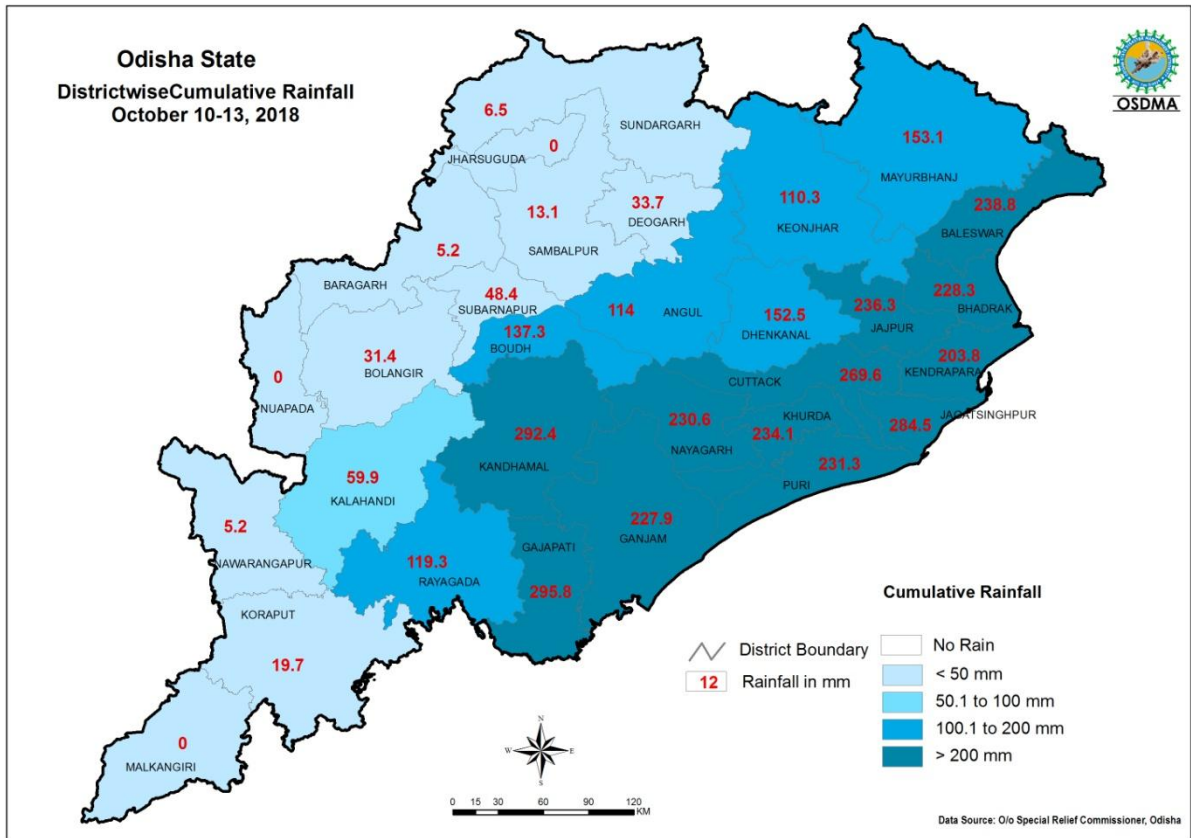 Odisha State
DistrictwiseCumulative Rainfall
October 10-13, 2018
OSDMA
6.5
SUNDARGARH
0
JHARSUGUDA
153.1
MAYURBHANJ
110.3
KEONJHAR
33.7
DEOGARH
13.1
SAMBALPUR
238.8
BALESWAR
5.2
BARAGARH
48.4
SUBARNAPUR
228.3
BHADRAK
236.3
JAJPUR
114
ANGUL
152.5
DHENKANAL
137.3
BOUDH
31.4
BOLANGIR
0
NUAPADA
203.8
KENDRAPARA
CUTTACK
269.6
KHURDA
234.1
JAGATSINGHPUR
284.5
230.6
NAYAGARH
231.3
PURI
292.4
KANDHAMAL
59.9
KALAHANDI
5.2
NAWARANGAPUR
227.9
GANJAM
GAJAPATI
295.8
119.3
RAYAGADA
KORAPUT
19.7
0
MALKANGIRI
Cumulative Rainfall
District Boundary
12 Rainfall in mm
No Rain
< 50 mm
50.1 to 100 mm
100.1 to 200 mm
> 200 mm
N
W E
S
0 15 30 60 90 120
KM
Data Source: O/o Special Relief Commissioner, Odisha